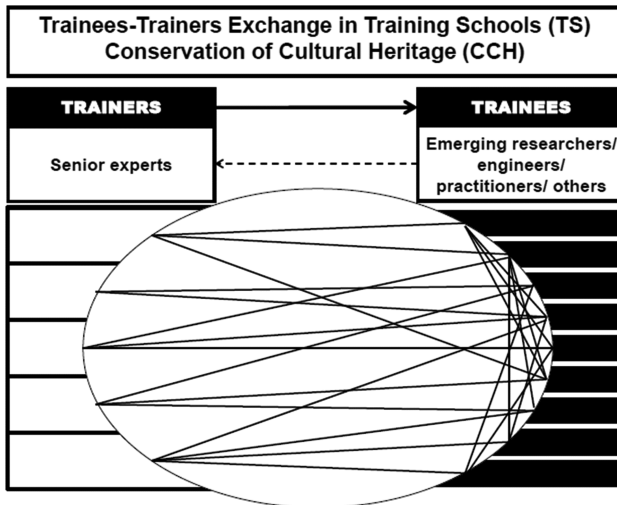 Trainees-Trainers Exchange in Training Schools (TS)
Conservation of Cultural Heritage (CCH)
TRAINERS
TRAINEES
Senior experts
Emerging researchers/
engineers/
practitioners/ others